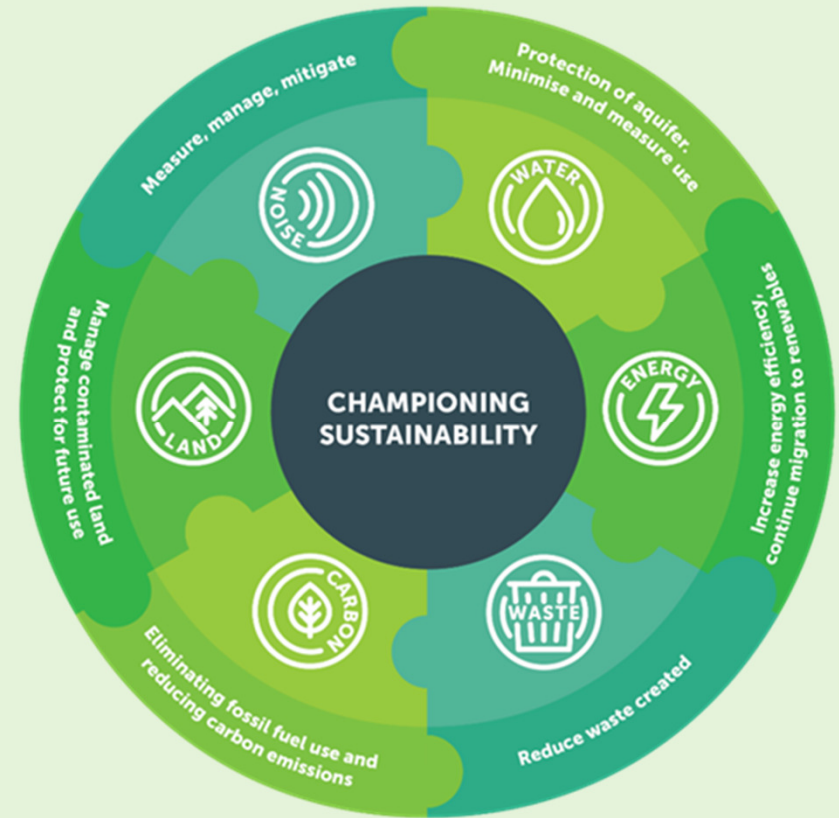 CHAMPIONING
SUSTAINABILITY
Protection of aquifer.
Minimise and measure use
WATER
Increase energy efficiency,
continue migration to renewables
ENERGY
Reduce waste created
WASTE
Eliminating fossil fuel use and
reducing carbon emissions
CARBON
Manage contaminated land
and protect for future use
LAND
Measure, manage, mitigate
NOISE